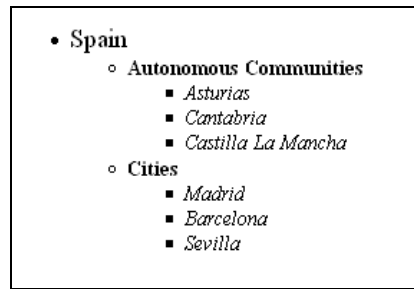 Spain
Autonomous Communities
Asturias
Cantabria
Castilla La Mancha
Cities
Madrid
Barcelona
Sevilla